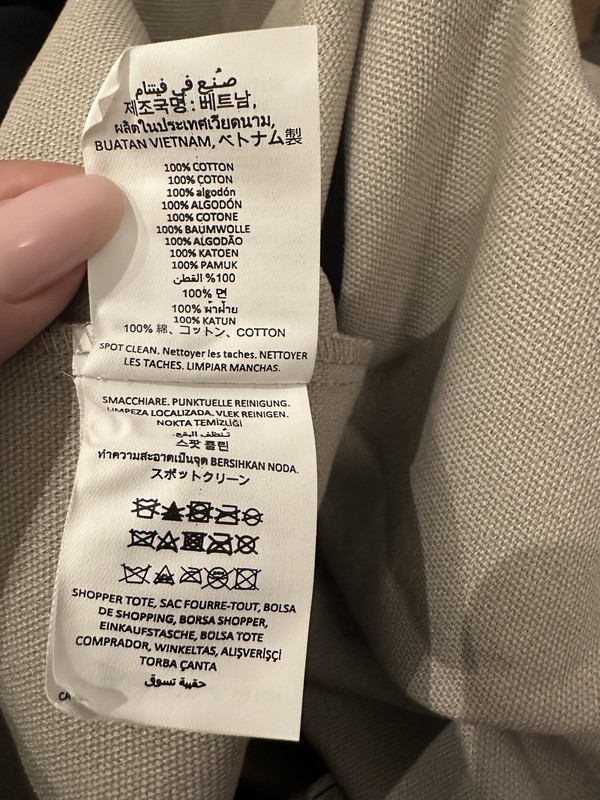 صُنع في فيتنام
제조국명: 베트남,
ผลิตในประเทศเวียดนาม,
BUATAN VIETNAM, ベトナム製
100% COTTON
100% COTON
100% algodón
100% ALGODÓN
100% COTONE
100% BAUMWOLLE
100% ALGODÃO
100% KATOEN
100% PAMUK
100% القطن
100% 면
100% ผ้าฝ้าย
100% KATUN
100% 綿、コットン、COTTON
SPOT CLEAN. Nettoyer les taches. NETTOYER
LES TACHES. LIMPIAR MANCHAS.
SMACCHIARE. PUNKTUELLE REINIGUNG.
LIMPEZA LOCALIZADA. VLEK REINIGEN.
NOKTA TEMİZLİĞİ
تُنظف البقع.
스팟 클린
ทำความสะอาดเป็นจุด BERSIHKAN NODA.
スポットクリーン
SHOPPER TOTE, SAC FOURRE-TOUT, BOLSA
DE SHOPPING, BORSA SHOPPER,
EINKAUFSTASCHE, BOLSA TOTE
COMPRADOR, WINKELTAS, ALIŞVERİŞÇİ
TORBA ÇANTA
حقيبة تسوق